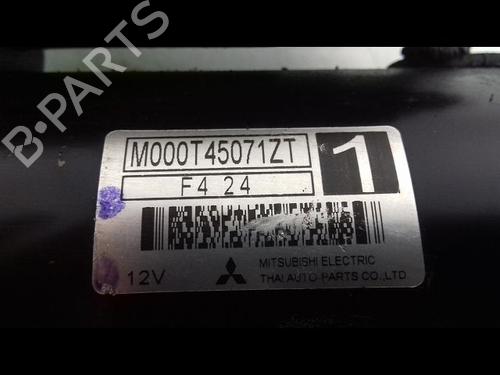 M000T45071ZT
1
F4 24
12V
MITSUBISHI ELECTRIC
THAI AUTO-PARTS CO.,LTD.
B-PARTS